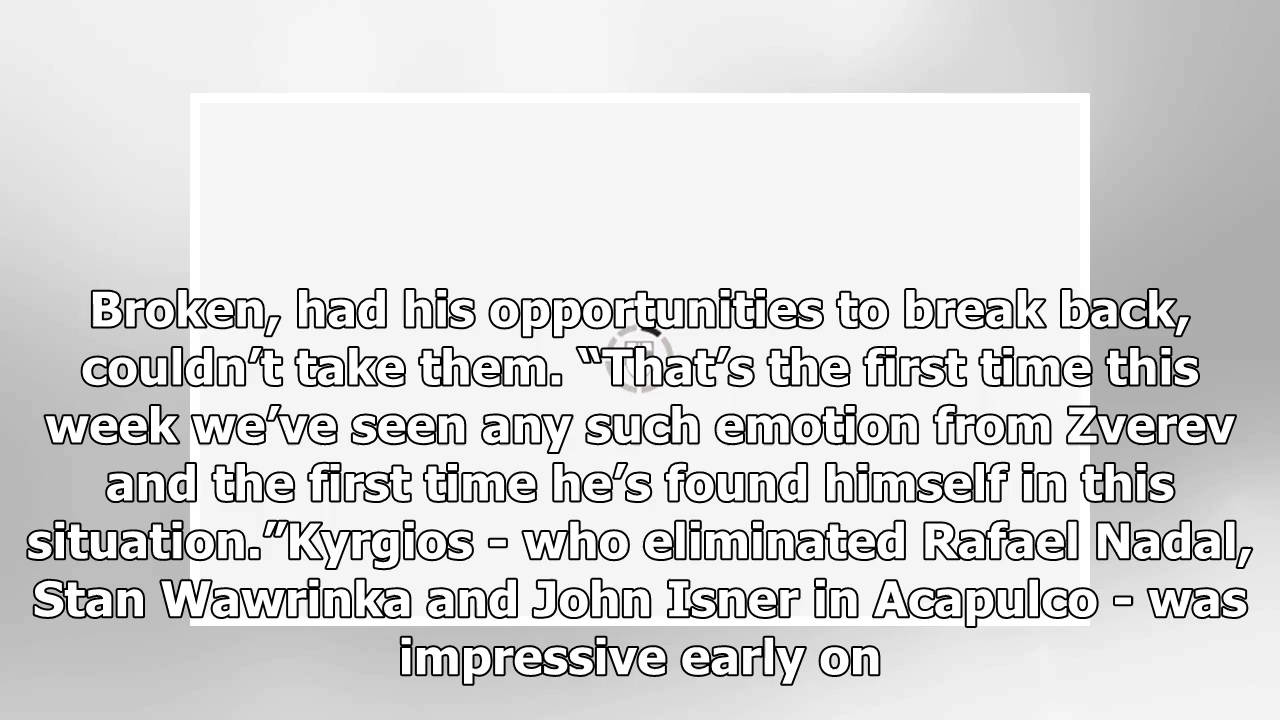 Broken, had his opportunities to break back,
couldn’t take them. “That’s the first time this
week we’ve seen any such emotion from Zverev
and the first time he’s found himself in this
situation.”Kyrgios - who eliminated Rafael Nadal,
Stan Wawrinka and John Isner in Acapulco - was
impressive early on